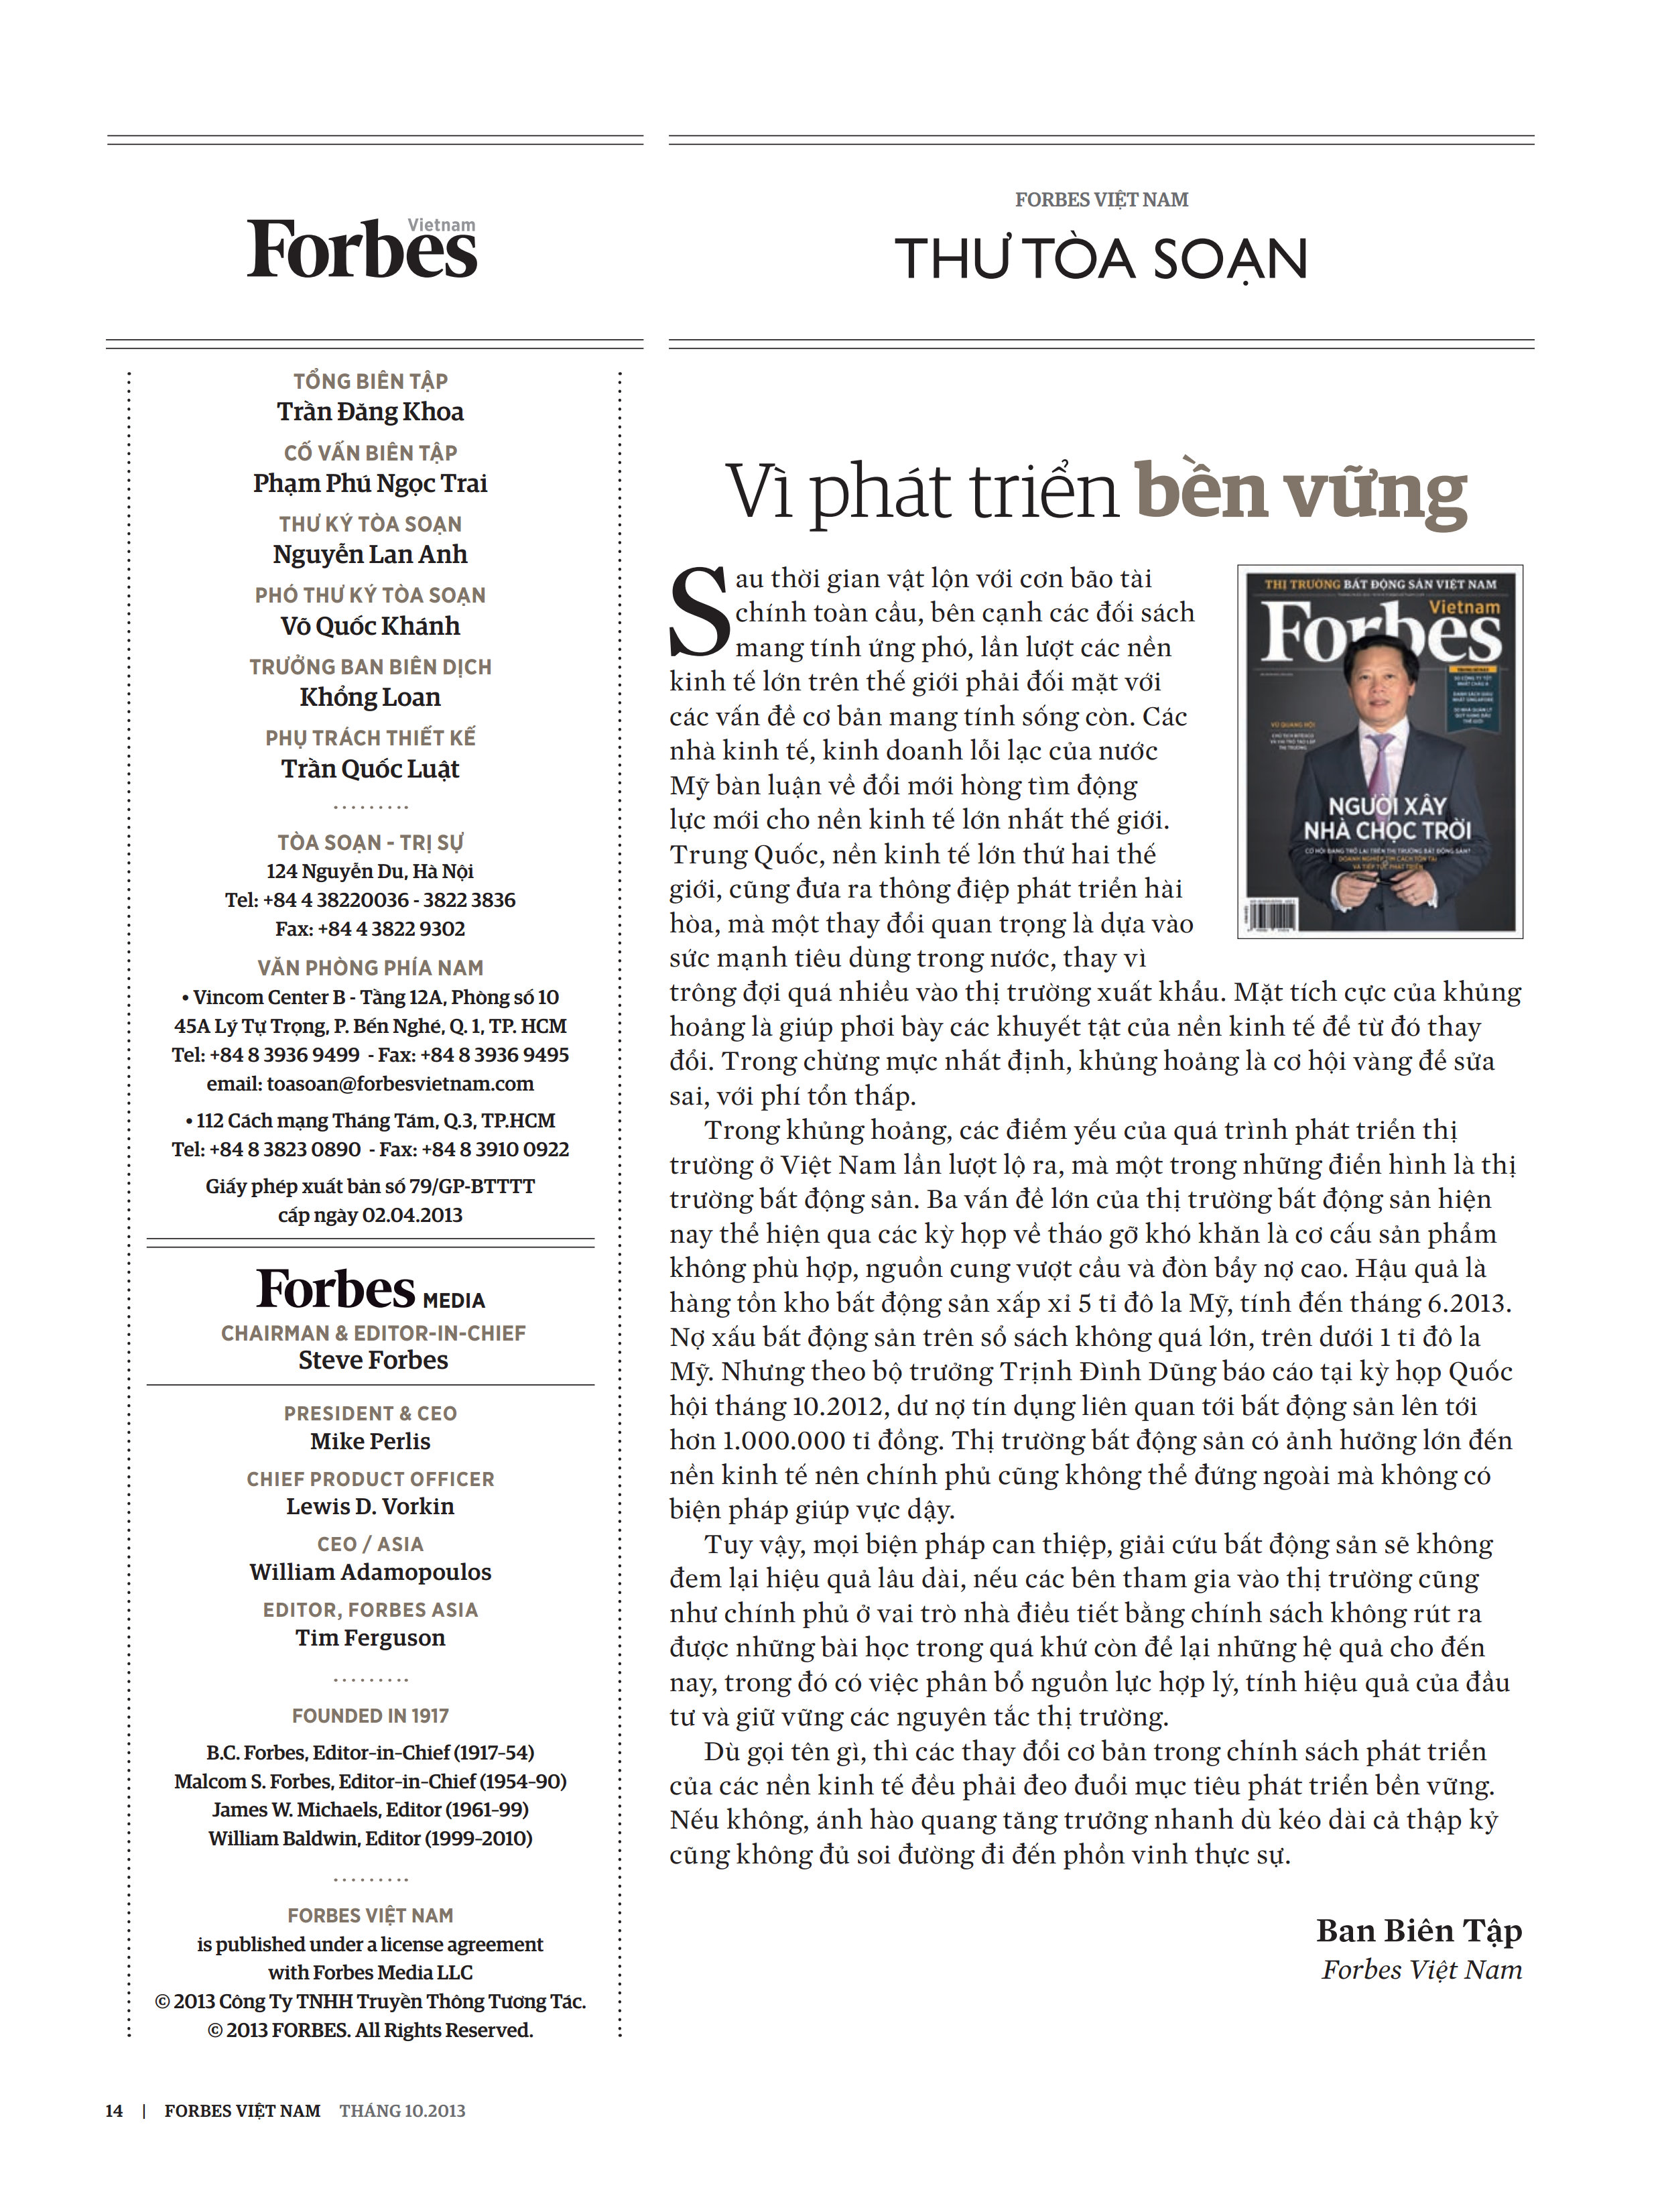 Forbes
Vietnam
TỔNG BIÊN TẬP
Trần Đăng Khoa
CỐ VẤN BIÊN TẬP
Phạm Phú Ngọc Trai
THƯ KÝ TÒA SOẠN
Nguyễn Lan Anh
PHÓ THƯ KÝ TÒA SOẠN
Võ Quốc Khánh
TRƯỞNG BAN BIÊN DỊCH
Khổng Loan
PHỤ TRÁCH THIẾT KẾ
Trần Quốc Luật
TÒA SOẠN - TRỊ SỰ
124 Nguyễn Du, Hà Nội
Tel: +84 4 38220036 - 3822 3836
Fax: +84 4 3822 9302
VĂN PHÒNG PHÍA NAM
• Vincom Center B - Tầng 12A, Phòng số 10
45A Lý Tự Trọng, P. Bến Nghé, Q. 1, TP. HCM
Tel: +84 8 3936 9499 - Fax: +84 8 3936 9495
email: toasoan@forbesvietnam.com
• 112 Cách mạng Tháng Tám, Q.3, TP.HCM
Tel: +84 8 3823 0890 - Fax: +84 8 3910 0922
Giấy phép xuất bản số 79/GP-BTTTT
cấp ngày 02.04.2013
Forbes MEDIA
CHAIRMAN & EDITOR-IN-CHIEF
Steve Forbes
PRESIDENT & CEO
Mike Perlis
CHIEF PRODUCT OFFICER
Lewis D. Vorkin
CEO / ASIA
William Adamopoulos
EDITOR, FORBES ASIA
Tim Ferguson
FOUNDED IN 1917
B.C. Forbes, Editor-in-Chief (1917-54)
Malcom S. Forbes, Editor-in-Chief (1954-90)
James W. Michaels, Editor (1961-99)
William Baldwin, Editor (1999-2010)
FORBES VIỆT NAM
is published under a license agreement
with Forbes Media LLC
© 2013 Công Ty TNHH Truyền Thông Tương Tác.
© 2013 FORBES. All Rights Reserved.
FORBES VIỆT NAM
THƯ TÒA SOẠN
Vì phát triển bền vững
Sau thời gian vật lộn với cơn bão tài
chính toàn cầu, bên cạnh các đối sách
mang tính ứng phó, lần lượt các nền
kinh tế lớn trên thế giới phải đối mặt với
các vấn đề cơ bản mang tính sống còn. Các
nhà kinh tế, kinh doanh lỗi lạc của nước
Mỹ bàn luận về đổi mới hòng tìm động
lực mới cho nền kinh tế lớn nhất thế giới.
Trung Quốc, nền kinh tế lớn thứ hai thế
giới, cũng đưa ra thông điệp phát triển hài
hòa, mà một thay đổi quan trọng là dựa vào
sức mạnh tiêu dùng trong nước, thay vì
trông đợi quá nhiều vào thị trường xuất khẩu. Mặt tích cực của khủng
hoảng là giúp phơi bày các khuyết tật của nền kinh tế để từ đó thay
đổi. Trong chừng mực nhất định, khủng hoảng là cơ hội vàng để sửa
sai, với phí tổn thấp.
Trong khủng hoảng, các điểm yếu của quá trình phát triển thị
trường ở Việt Nam lần lượt lộ ra, mà một trong những điển hình là thị
trường bất động sản. Ba vấn đề lớn của thị trường bất động sản hiện
nay thể hiện qua các kỳ họp về tháo gỡ khó khăn là cơ cấu sản phẩm
không phù hợp, nguồn cung vượt cầu và đòn bẩy nợ cao. Hậu quả là
hàng tồn kho bất động sản xấp xỉ 5 tỉ đô la Mỹ, tính đến tháng 6.2013.
Nợ xấu bất động sản trên sổ sách không quá lớn, trên dưới 1 tỉ đô la
Mỹ. Nhưng theo bộ trưởng Trịnh Đình Dũng báo cáo tại kỳ họp Quốc
hội tháng 10.2012, dư nợ tín dụng liên quan tới bất động sản lên tới
hơn 1.000.000 tỉ đồng. Thị trường bất động sản có ảnh hưởng lớn đến
nền kinh tế nên chính phủ cũng không thể đứng ngoài mà không có
biện pháp giúp vực dậy.
Tuy vậy, mọi biện pháp can thiệp, giải cứu bất động sản sẽ không
đem lại hiệu quả lâu dài, nếu các bên tham gia vào thị trường cũng
như chính phủ ở vai trò nhà điều tiết bằng chính sách không rút ra
được những bài học trong quá khứ còn để lại những hệ quả cho đến
nay, trong đó có việc phân bổ nguồn lực hợp lý, tính hiệu quả của đầu
tư và giữ vững các nguyên tắc thị trường.
Dù gọi tên gì, thì các thay đổi cơ bản trong chính sách phát triển
của các nền kinh tế đều phải đeo đuổi mục tiêu phát triển bền vững.
Nếu không, ánh hào quang tăng trưởng nhanh dù kéo dài cả thập kỷ
cũng không đủ soi đường đi đến phồn vinh thực sự.
Ban Biên Tập
Forbes Việt Nam
THỊ TRƯỜNG BẤT ĐỘNG SẢN VIỆT NAM
Vietnam
Forbes
50 CÔNG TY TỐT
NHẤT CHÂU Á
DANH SÁCH GIÀU
NHẤT SINGAPORE
VŨ QUANG HỘI
NGƯỜI XÂY
NHÀ CHỌC TRỜI
CƠ HỘI ĐANG TRỞ LẠI TRÊN THỊ TRƯỜNG BẤT ĐỘNG SẢN?
DOANH NGHIỆP TÌM CÁCH TỒN TẠI
VÀ TIẾP TỤC PHÁT TRIỂN
14 | FORBES VIỆT NAM THÁNG 10.2013